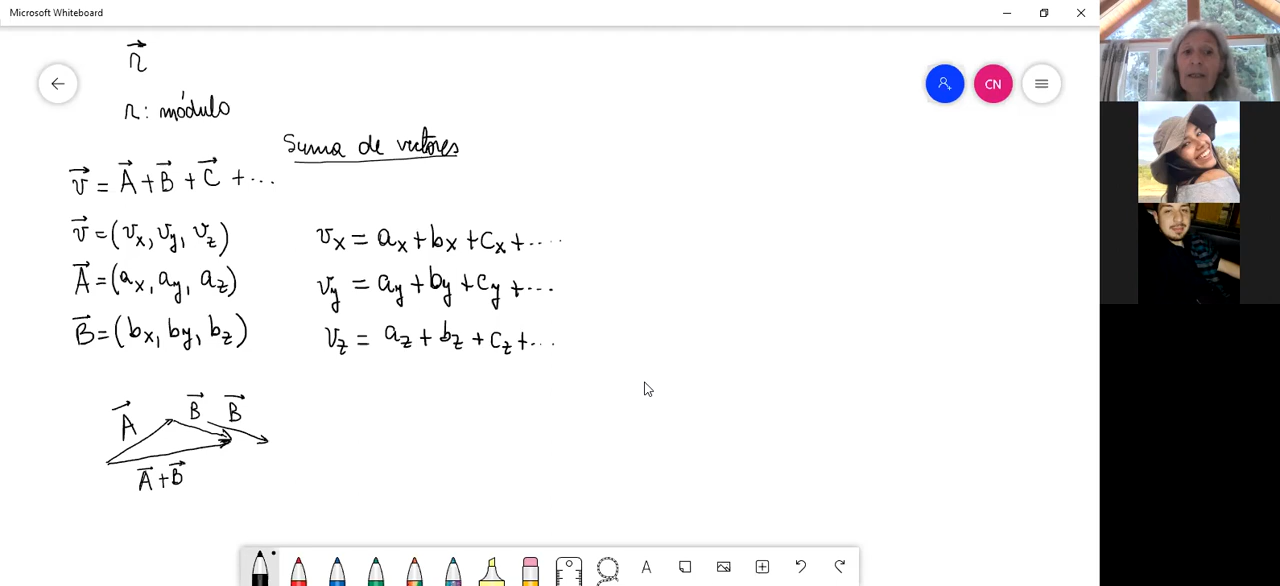 Microsoft Whiteboard
r⃗
r: módulo
Suma de vectores
v⃗ = A⃗ + B⃗ + C⃗ + ...
v⃗ = (vx, vy, vz)
vx = ax + bx + cx + ....
A⃗ = (ax, ay, az)
vy = ay + by + cy + ...
B⃗ = (bx, by, bz)
vz = az + bz + cz + ...
A⃗ B⃗ B⃗
A⃗ + B⃗
CN
A